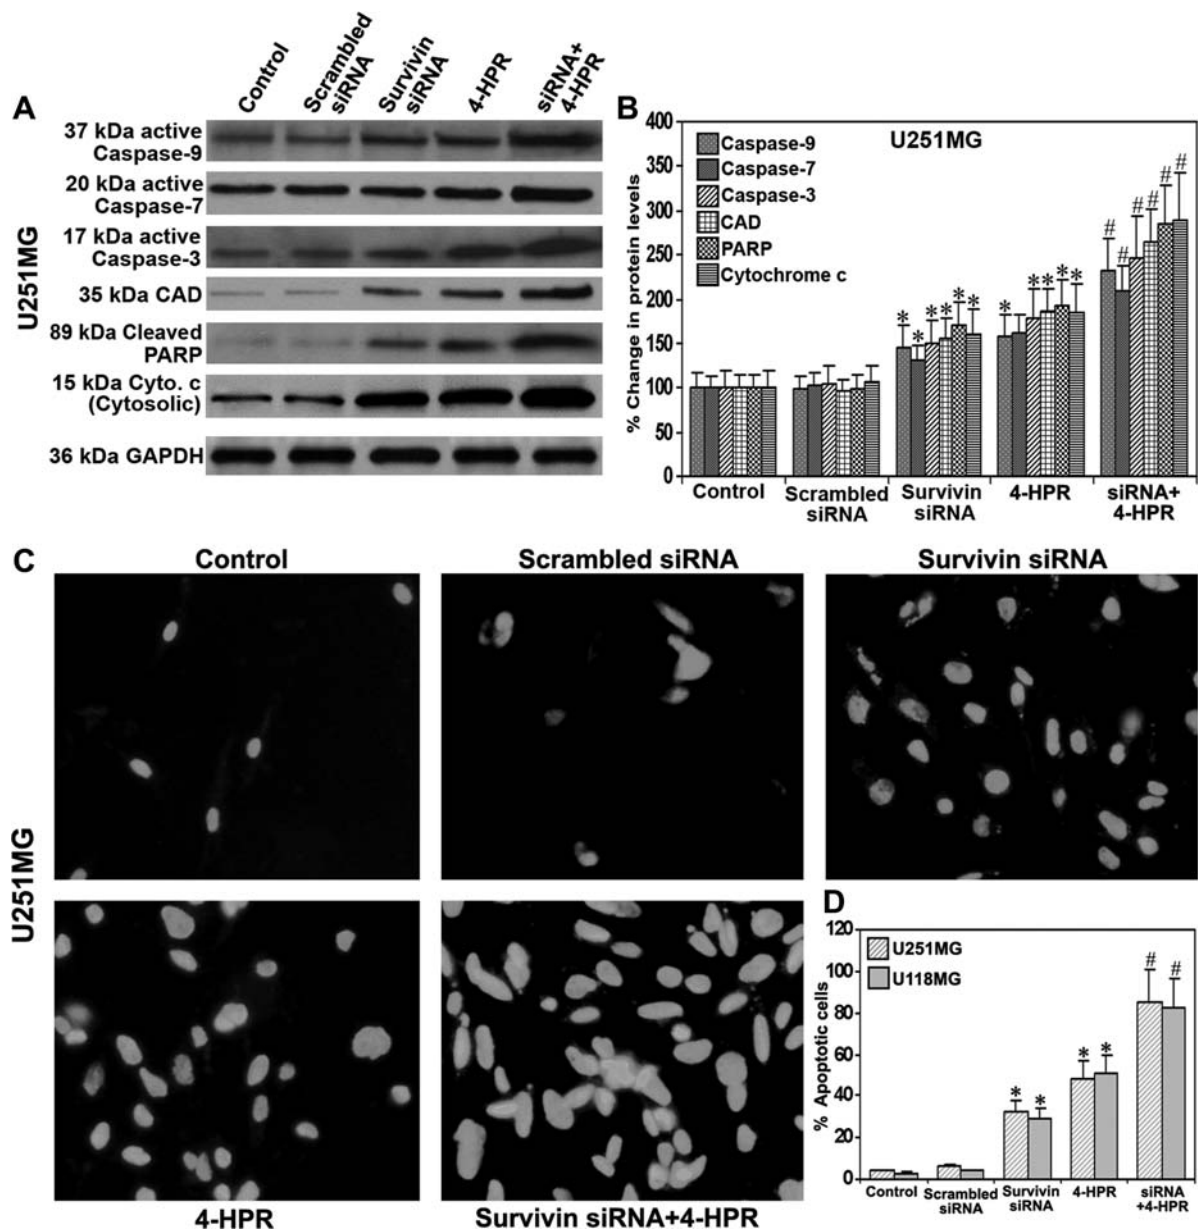 A
Control
Scrambled
siRNA
Survivin
siRNA
4-HPR
siRNA+
4-HPR
U251MG
37 kDa active
Caspase-9
20 kDa active
Caspase-7
17 kDa active
Caspase-3
35 kDa CAD
89 kDa Cleaved
PARP
15 kDa Cyto. c
(Cytosolic)
36 kDa GAPDH
B
U251MG
% Change in protein levels
400
350
300
250
200
150
100
50
0
Caspase-9
Caspase-7
Caspase-3
CAD
PARP
Cytochrome c
* * * * * *
* * * * *
# # # # # #
Control
Scrambled
siRNA
Survivin
siRNA
4-HPR
siRNA+
4-HPR
C
U251MG
Control
Scrambled siRNA
Survivin siRNA
4-HPR
Survivin siRNA+4-HPR
D
% Apoptotic cells
120
100
80
60
40
20
0
U251MG
U118MG
* *
* *
# #
Control
Scrambled
siRNA
Survivin
siRNA
4-HPR
siRNA
+4-HPR